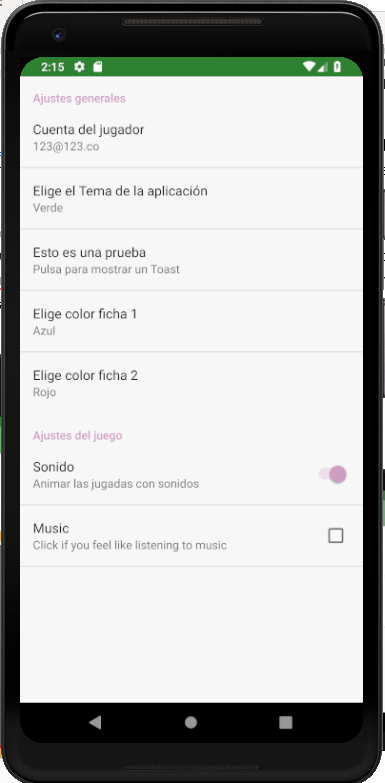 2:15
Ajustes generales
Cuenta del jugador
123@123.co
Elige el Tema de la aplicación
Verde
Esto es una prueba
Pulsa para mostrar un Toast
Elige color ficha 1
Azul
Elige color ficha 2
Rojo
Ajustes del juego
Sonido
Animar las jugadas con sonidos
Music
Click if you feel like listening to music